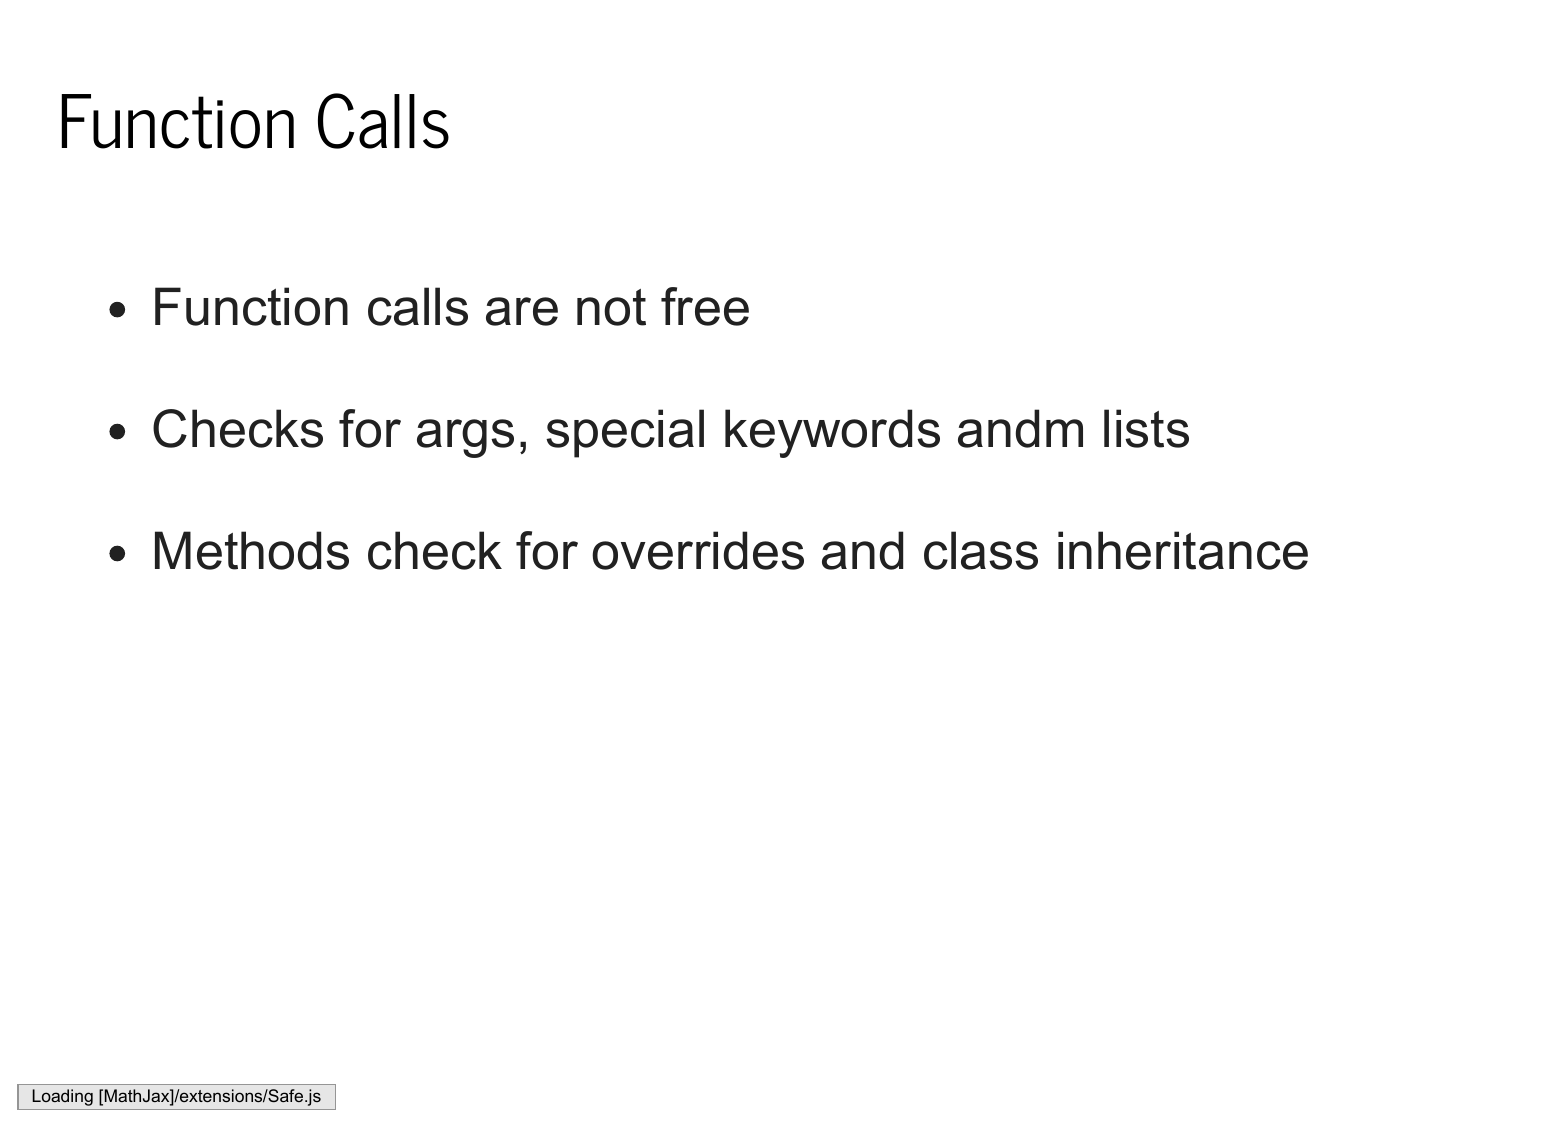 Function Calls
• Function calls are not free
• Checks for args, special keywords andm lists
• Methods check for overrides and class inheritance
Loading [MathJax]/extensions/Safe.js